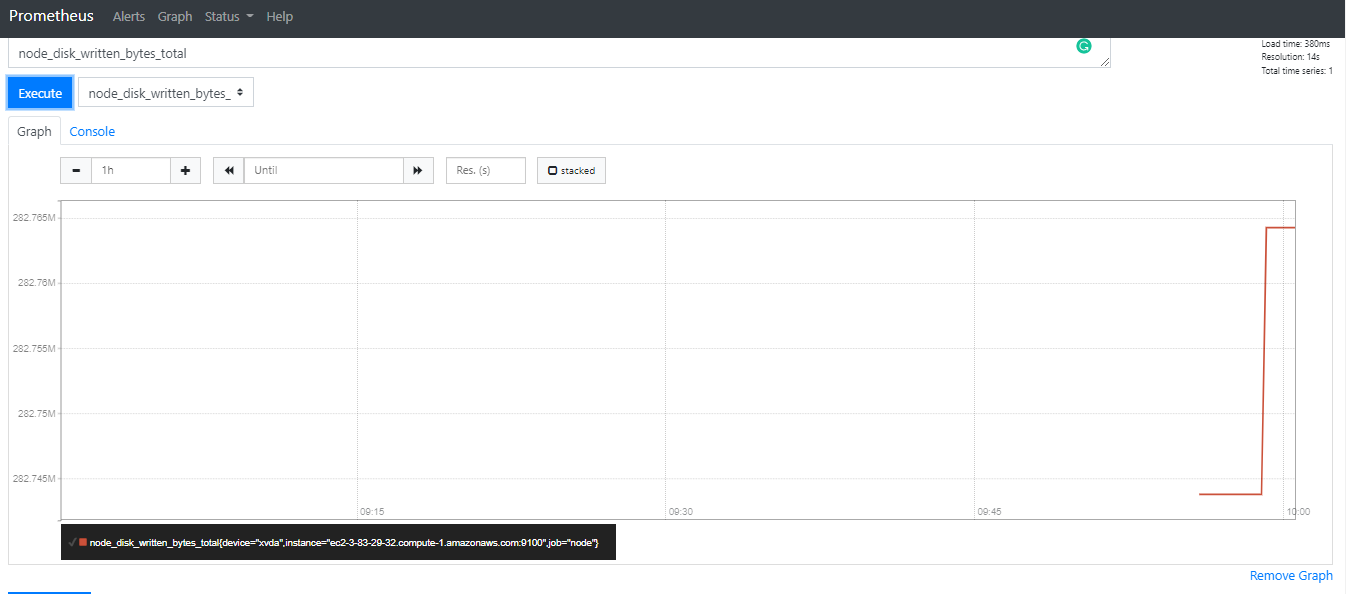 Prometheus Alerts Graph Status Help
node_disk_written_bytes_total
Load time: 380ms
Resolution: 14s
Total time series: 1
Execute node_disk_written_bytes_
Graph Console
1h Until Res. (s) stacked
282.765M
282.76M
282.755M
282.75M
282.745M
09:15 09:30 09:45 10:00
node_disk_written_bytes_total{device="xvda",instance="ec2-3-83-29-32.compute-1.amazonaws.com:9100",job="node"}
Remove Graph